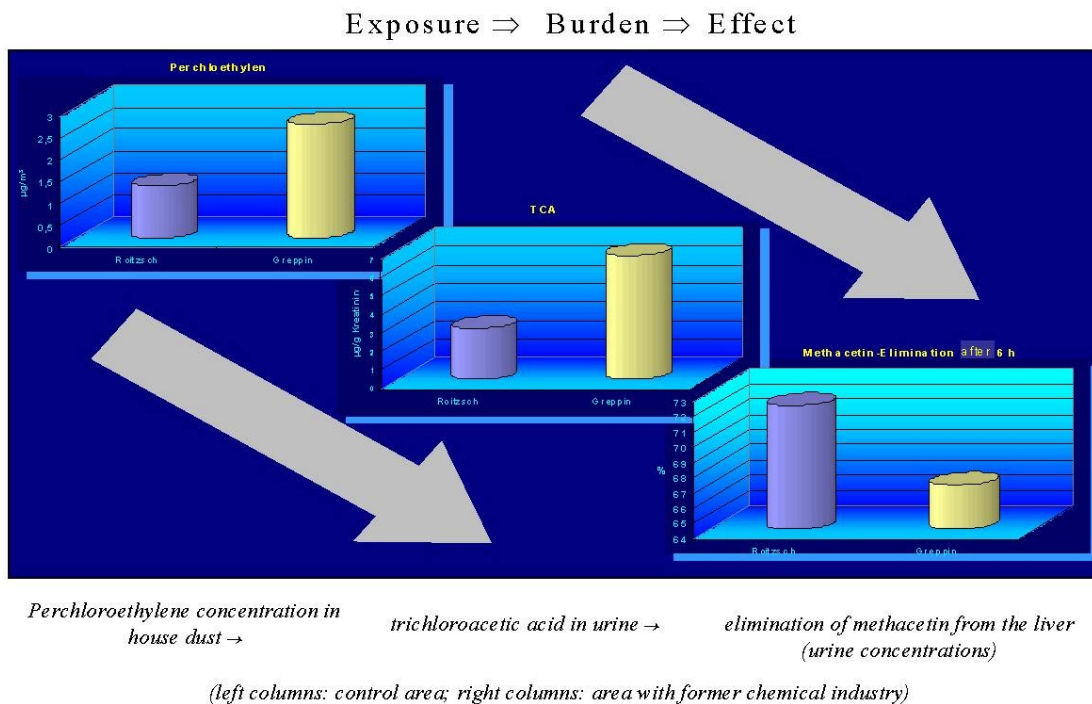 Exposure ⇒ Burden ⇒ Effect
Perchloethylen
3
2,5
2
1,5
1
0,5
0
µg/m³
Roitzsch Greppin
TCA
7
6
5
4
3
2
1
0
µg/g Kreatinin
Roitzsch Greppin
Methacetin-Elimination after 6 h
73
72
71
70
69
68
67
66
65
64
%
Roitzsch Greppin
Perchloroethylene concentration in
house dust →
trichloroacetic acid in urine →
elimination of methacetin from the liver
(urine concentrations)
(left columns: control area; right columns: area with former chemical industry)